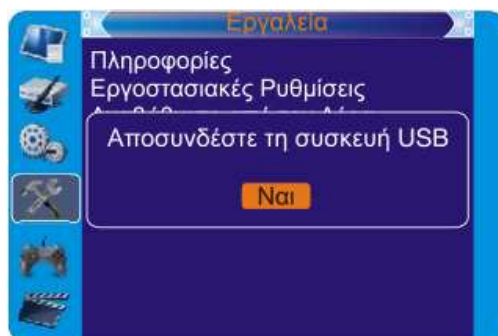 Εργαλεία
Πληροφορίες
Εργοστασιακές Ρυθμίσεις
Αποσυνδέστε τη συσκευή USB
Ναι